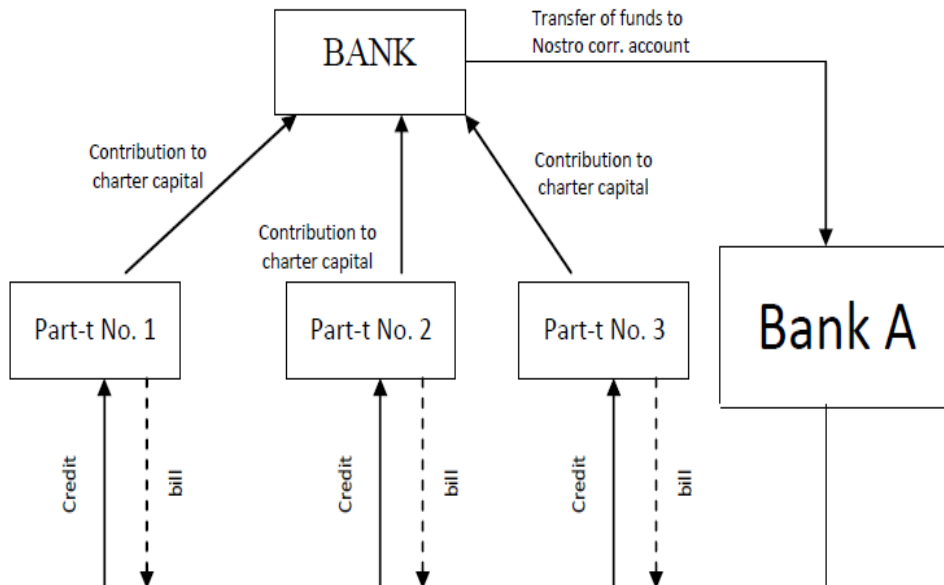 Transfer of funds to
Nostro corr. account
BANK
Contribution to
charter capital
Contribution to
charter capital
Contribution to
charter capital
Part-t No. 1
Part-t No. 2
Part-t No. 3
Bank A
Credit
bill
Credit
bill
Credit
bill